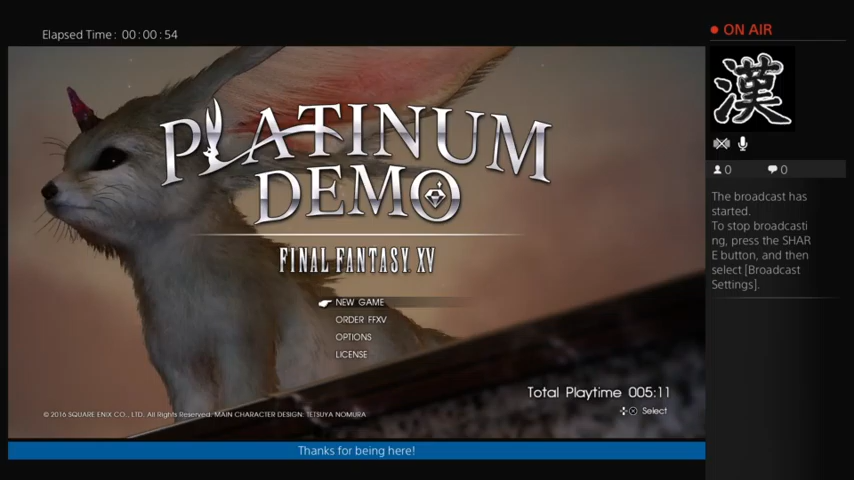 Elapsed Time: 00:00:54
ON AIR
漢
0 0
PLATINUM
DEMO
FINAL FANTASY XV
NEW GAME
ORDER FFXV
OPTIONS
LICENSE
Total Playtime 005:11
Select
© 2016 SQUARE ENIX CO., LTD. All Rights Reserved. MAIN CHARACTER DESIGN: TETSUYA NOMURA
The broadcast has
started.
To stop broadcasti
ng, press the SHAR
E button, and then
select [Broadcast
Settings].
Thanks for being here!